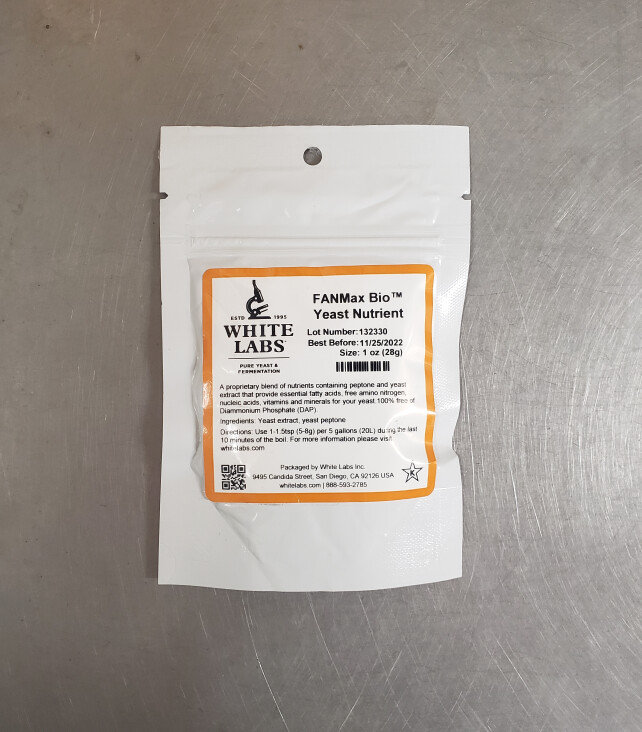 ESTD 1995
WHITE
LABS
PURE YEAST &
FERMENTATION
FANMax Bio™
Yeast Nutrient
Lot Number:132330
Best Before:11/25/2022
Size: 1 oz (28g)
A proprietary blend of nutrients containing peptone and yeast
extract that provide essential fatty acids, free amino nitrogen,
nucleic acids, vitamins and minerals for your yeast.100% free of
Diammonium Phosphate (DAP).
Ingredients: Yeast extract, yeast peptone
Directions: Use 1-1.5tsp (5-8g) per 5 gallons (20L) during the last
10 minutes of the boil. For more information please visit
whitelabs.com
Packaged by White Labs Inc.
9495 Candida Street, San Diego, CA 92126 USA
whitelabs.com | 888-593-2785
K